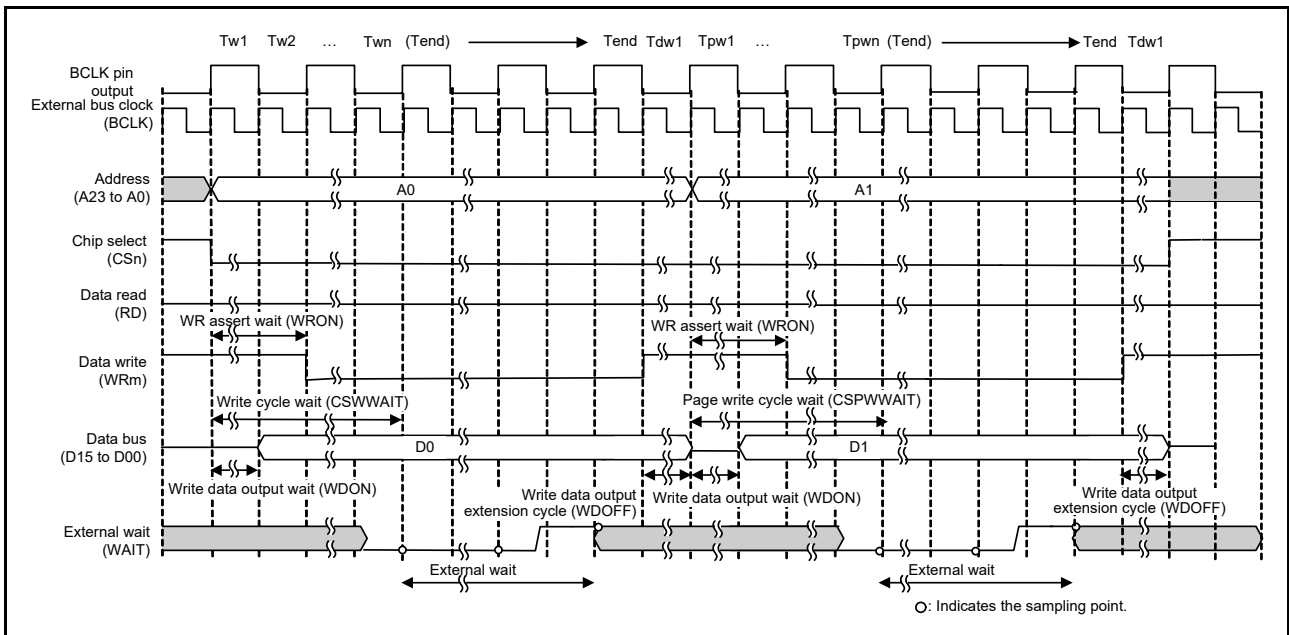 Tw1 Tw2 … Twn (Tend) Tend Tdw1 Tpw1 … Tpwn (Tend) Tend Tdw1
BCLK pin
output
External bus clock
(BCLK)
Address
(A23 to A0)
A0 A1
Chip select
(CSn)
Data read
(RD)
WR assert wait (WRON) WR assert wait (WRON)
Data write
(WRm)
Write cycle wait (CSWWAIT) Page write cycle wait (CSPWWAIT)
Data bus
(D15 to D00)
D0 D1
Write data output wait (WDON) Write data output
extension cycle (WDOFF) Write data output wait (WDON) Write data output
extension cycle (WDOFF)
External wait
(WAIT)
External wait External wait
O: Indicates the sampling point.